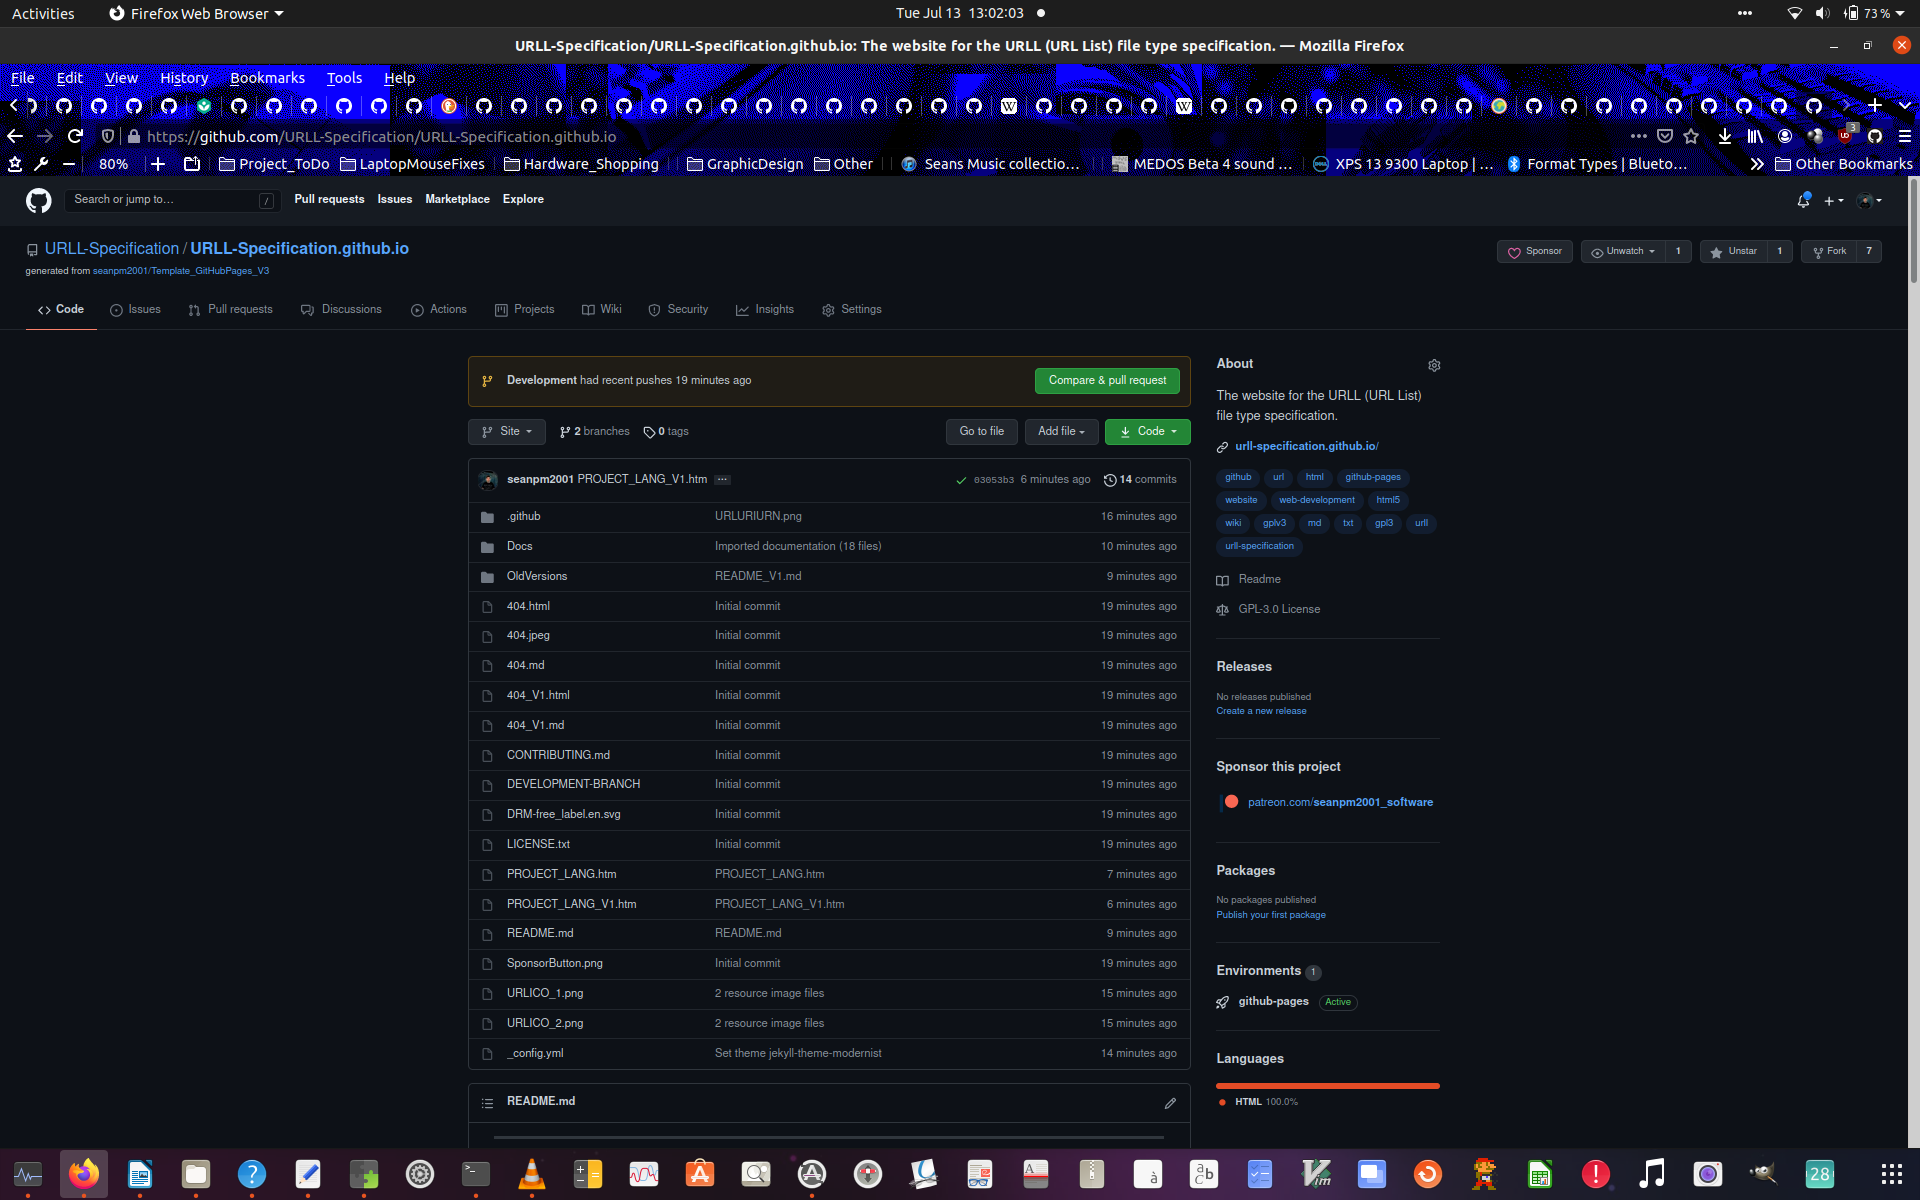 Activities
Firefox Web Browser
Tue Jul 13 13:02:03
73 %
URLL-Specification/URLL-Specification.github.io: The website for the URLL (URL List) file type specification. — Mozilla Firefox
File Edit View History Bookmarks Tools Help
https://github.com/URLL-Specification/URLL-Specification.github.io
3
80%
Project_ToDo
LaptopMouseFixes
Hardware_Shopping
GraphicDesign
Other
Seans Music collectio…
MEDOS Beta 4 sound …
XPS 13 9300 Laptop | …
Format Types | Blueto…
Other Bookmarks
Search or jump to…
/
Pull requests Issues Marketplace Explore
URLL-Specification / URLL-Specification.github.io
generated from seanpm2001/Template_GitHubPages_V3
Sponsor
Unwatch 1
Unstar 1
Fork 7
Code Issues Pull requests Discussions Actions Projects Wiki Security Insights Settings
Development had recent pushes 19 minutes ago
Compare & pull request
Site
2 branches 0 tags
Go to file
Add file
Code
seanpm2001 PROJECT_LANG_V1.htm
03053b3 6 minutes ago 14 commits
.github URLURIURN.png 16 minutes ago
Docs Imported documentation (18 files) 10 minutes ago
OldVersions README_V1.md 9 minutes ago
404.html Initial commit 19 minutes ago
404.jpeg Initial commit 19 minutes ago
404.md Initial commit 19 minutes ago
404_V1.html Initial commit 19 minutes ago
404_V1.md Initial commit 19 minutes ago
CONTRIBUTING.md Initial commit 19 minutes ago
DEVELOPMENT-BRANCH Initial commit 19 minutes ago
DRM-free_label.en.svg Initial commit 19 minutes ago
LICENSE.txt Initial commit 19 minutes ago
PROJECT_LANG.htm PROJECT_LANG.htm 7 minutes ago
PROJECT_LANG_V1.htm PROJECT_LANG_V1.htm 6 minutes ago
README.md README.md 9 minutes ago
SponsorButton.png Initial commit 19 minutes ago
URLICO_1.png 2 resource image files 15 minutes ago
URLICO_2.png 2 resource image files 15 minutes ago
_config.yml Set theme jekyll-theme-modernist 14 minutes ago
README.md
About
The website for the URLL (URL List)
file type specification.
urll-specification.github.io/
github url html github-pages
website web-development html5
wiki gplv3 md txt gpl3 urll
urll-specification
Readme
GPL-3.0 License
Releases
No releases published
Create a new release
Sponsor this project
patreon.com/seanpm2001_software
Packages
No packages published
Publish your first package
Environments 1
github-pages Active
Languages
HTML 100.0%
28